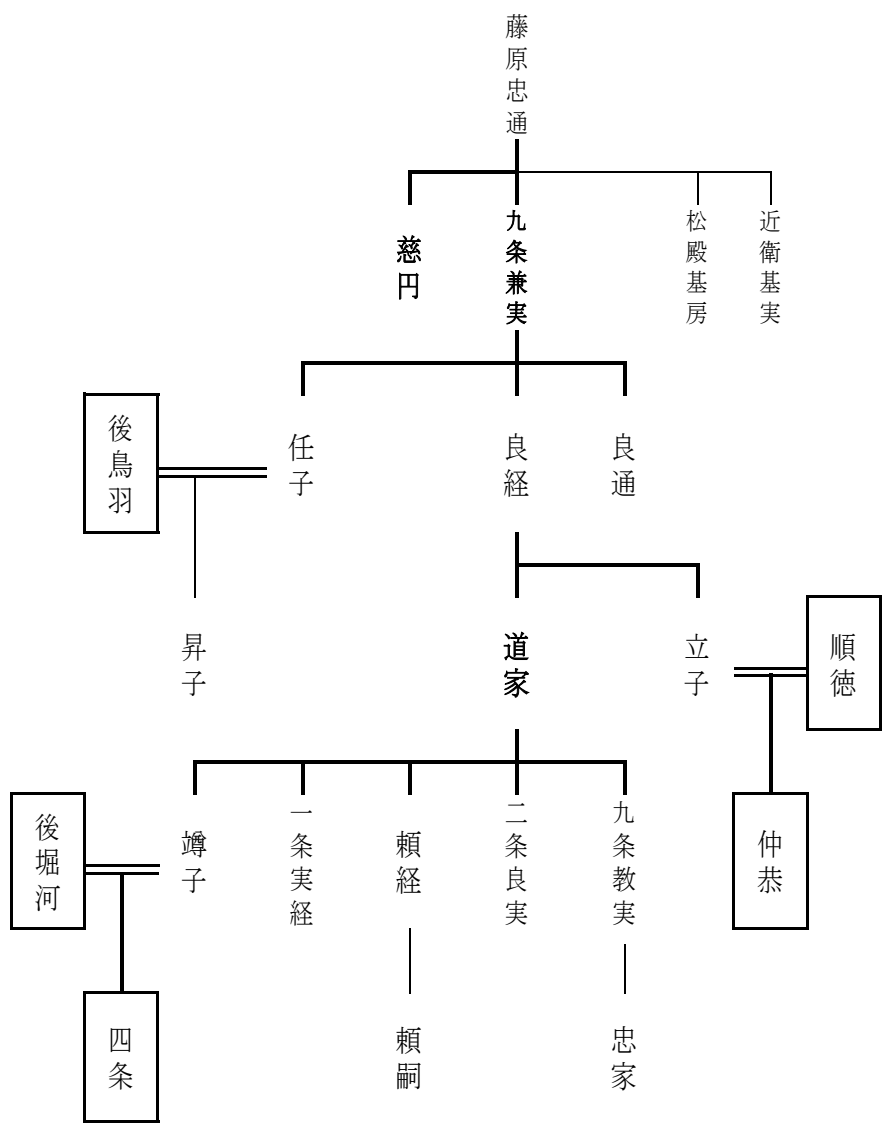 藤原忠通
近衛基実
松殿基房
九条兼実
慈円
良通
良経
任子
後鳥羽
順徳
立子
道家
昇子
仲恭
九条教実
二条良実
頼経
一条実経
竴子
後堀河
忠家
頼嗣
四条